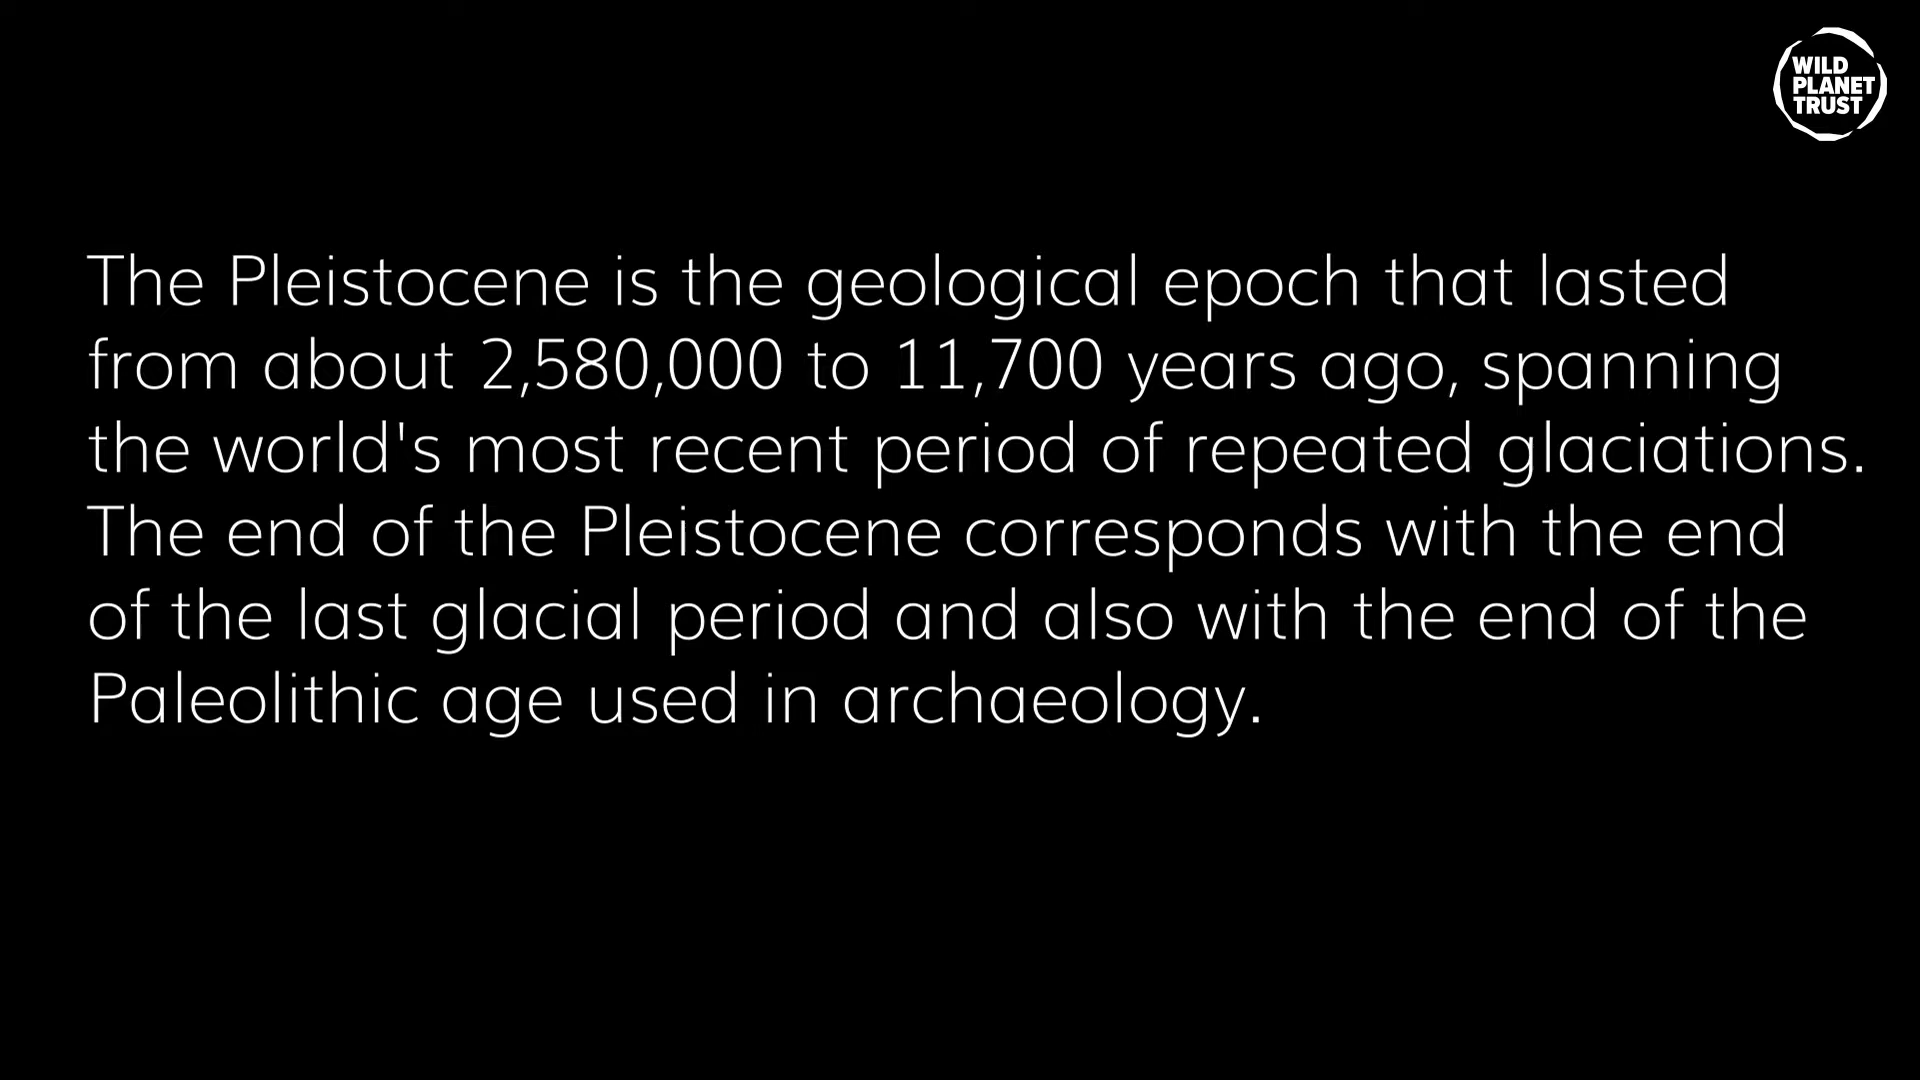 WILD
PLANET
TRUST
The Pleistocene is the geological epoch that lasted
from about 2,580,000 to 11,700 years ago, spanning
the world's most recent period of repeated glaciations.
The end of the Pleistocene corresponds with the end
of the last glacial period and also with the end of the
Paleolithic age used in archaeology.